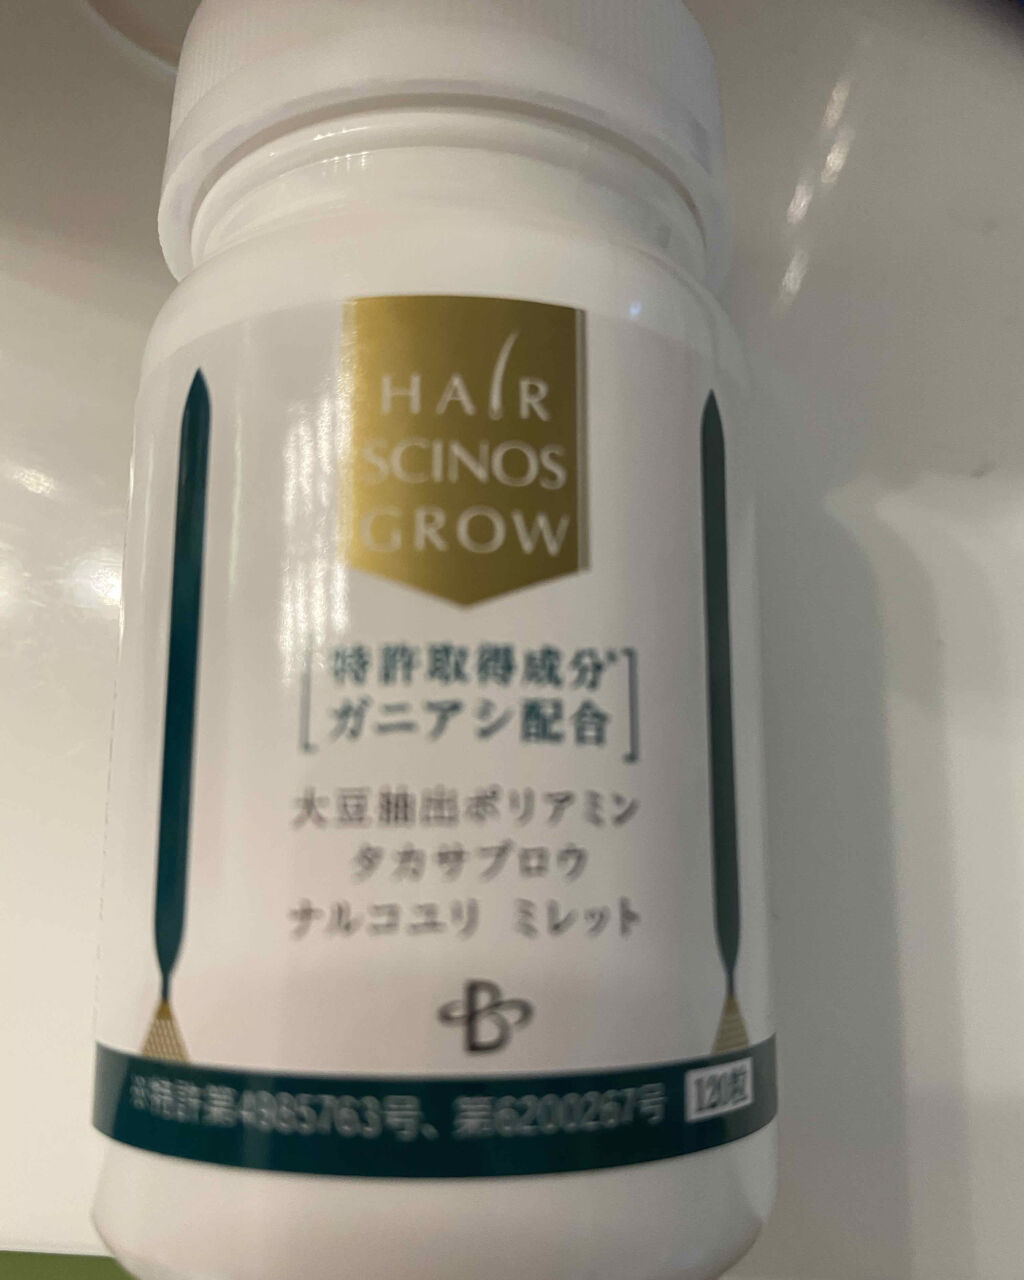 HAIR
SCINOS
GROW
特許取得成分※
ガニアシ配合
大豆抽出ポリアミン
タカサブロウ
ナルコユリ ミレット
※特許第4885763号、第6200267号
120粒